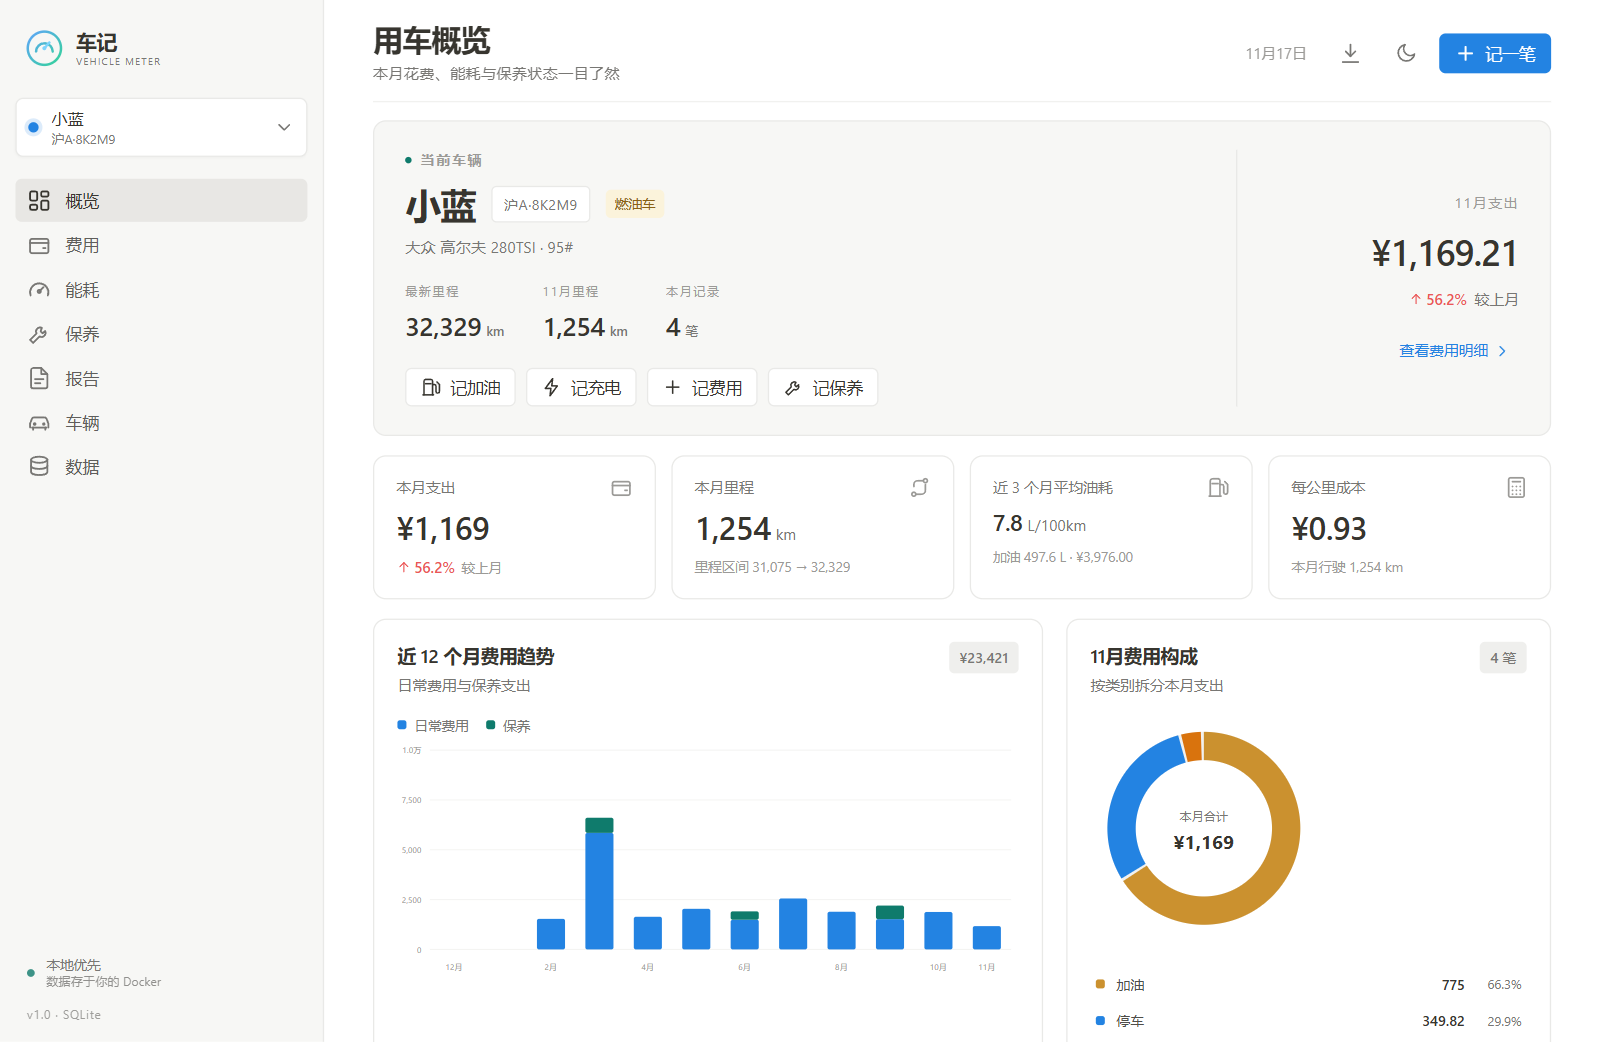 车记
VEHICLE METER
小蓝
沪A·8K2M9
概览
费用
能耗
保养
报告
车辆
数据
本地优先
数据存于你的 Docker
v1.0 · SQLite
用车概览
本月花费、能耗与保养状态一目了然
11月17日
记一笔
当前车辆
小蓝
沪A·8K2M9
燃油车
大众 高尔夫 280TSI · 95#
最新里程
11月里程
本月记录
32,329 km
1,254 km
4 笔
记加油
记充电
记费用
记保养
11月支出
¥1,169.21
↑ 56.2% 较上月
查看费用明细
本月支出
¥1,169
↑ 56.2% 较上月
本月里程
1,254 km
里程区间 31,075 → 32,329
近 3 个月平均油耗
7.8 L/100km
加油 497.6 L · ¥3,976.00
每公里成本
¥0.93
本月行驶 1,254 km
近 12 个月费用趋势
¥23,421
日常费用与保养支出
日常费用
保养
1.0万
7,500
5,000
2,500
0
12月
2月
4月
6月
8月
10月
11月
11月费用构成
4 笔
按类别拆分本月支出
本月合计
¥1,169
加油 775 66.3%
停车 349.82 29.9%